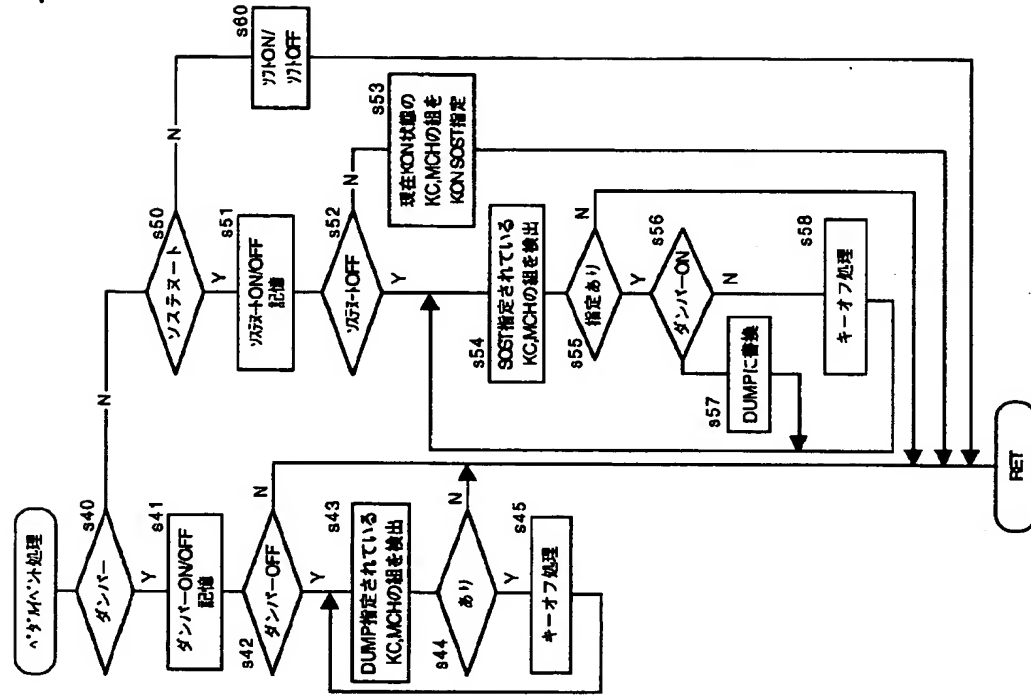 ペダルイベント処理
s40
ダンパー
N
Y
s41
ダンパーON/OFF
記憶
s42
ダンパーOFF
N
Y
s43
DUMP指定されている
KC,MCHの組を検出
s44
あり
N
Y
s45
キーオフ処理
s50
ソステヌート
N
Y
s51
ソステヌートON/OFF
記憶
s52
ソステヌートOFF
N
Y
s53
現在KON状態の
KC,MCHの組を
KON SOST指定
s54
SOST指定されている
KC,MCHの組を検出
s55
指定あり
N
Y
s56
ダンパーON
N
s57
DUMPに書換
s58
キーオフ処理
s60
ソフトON/
ソフトOFF
RET